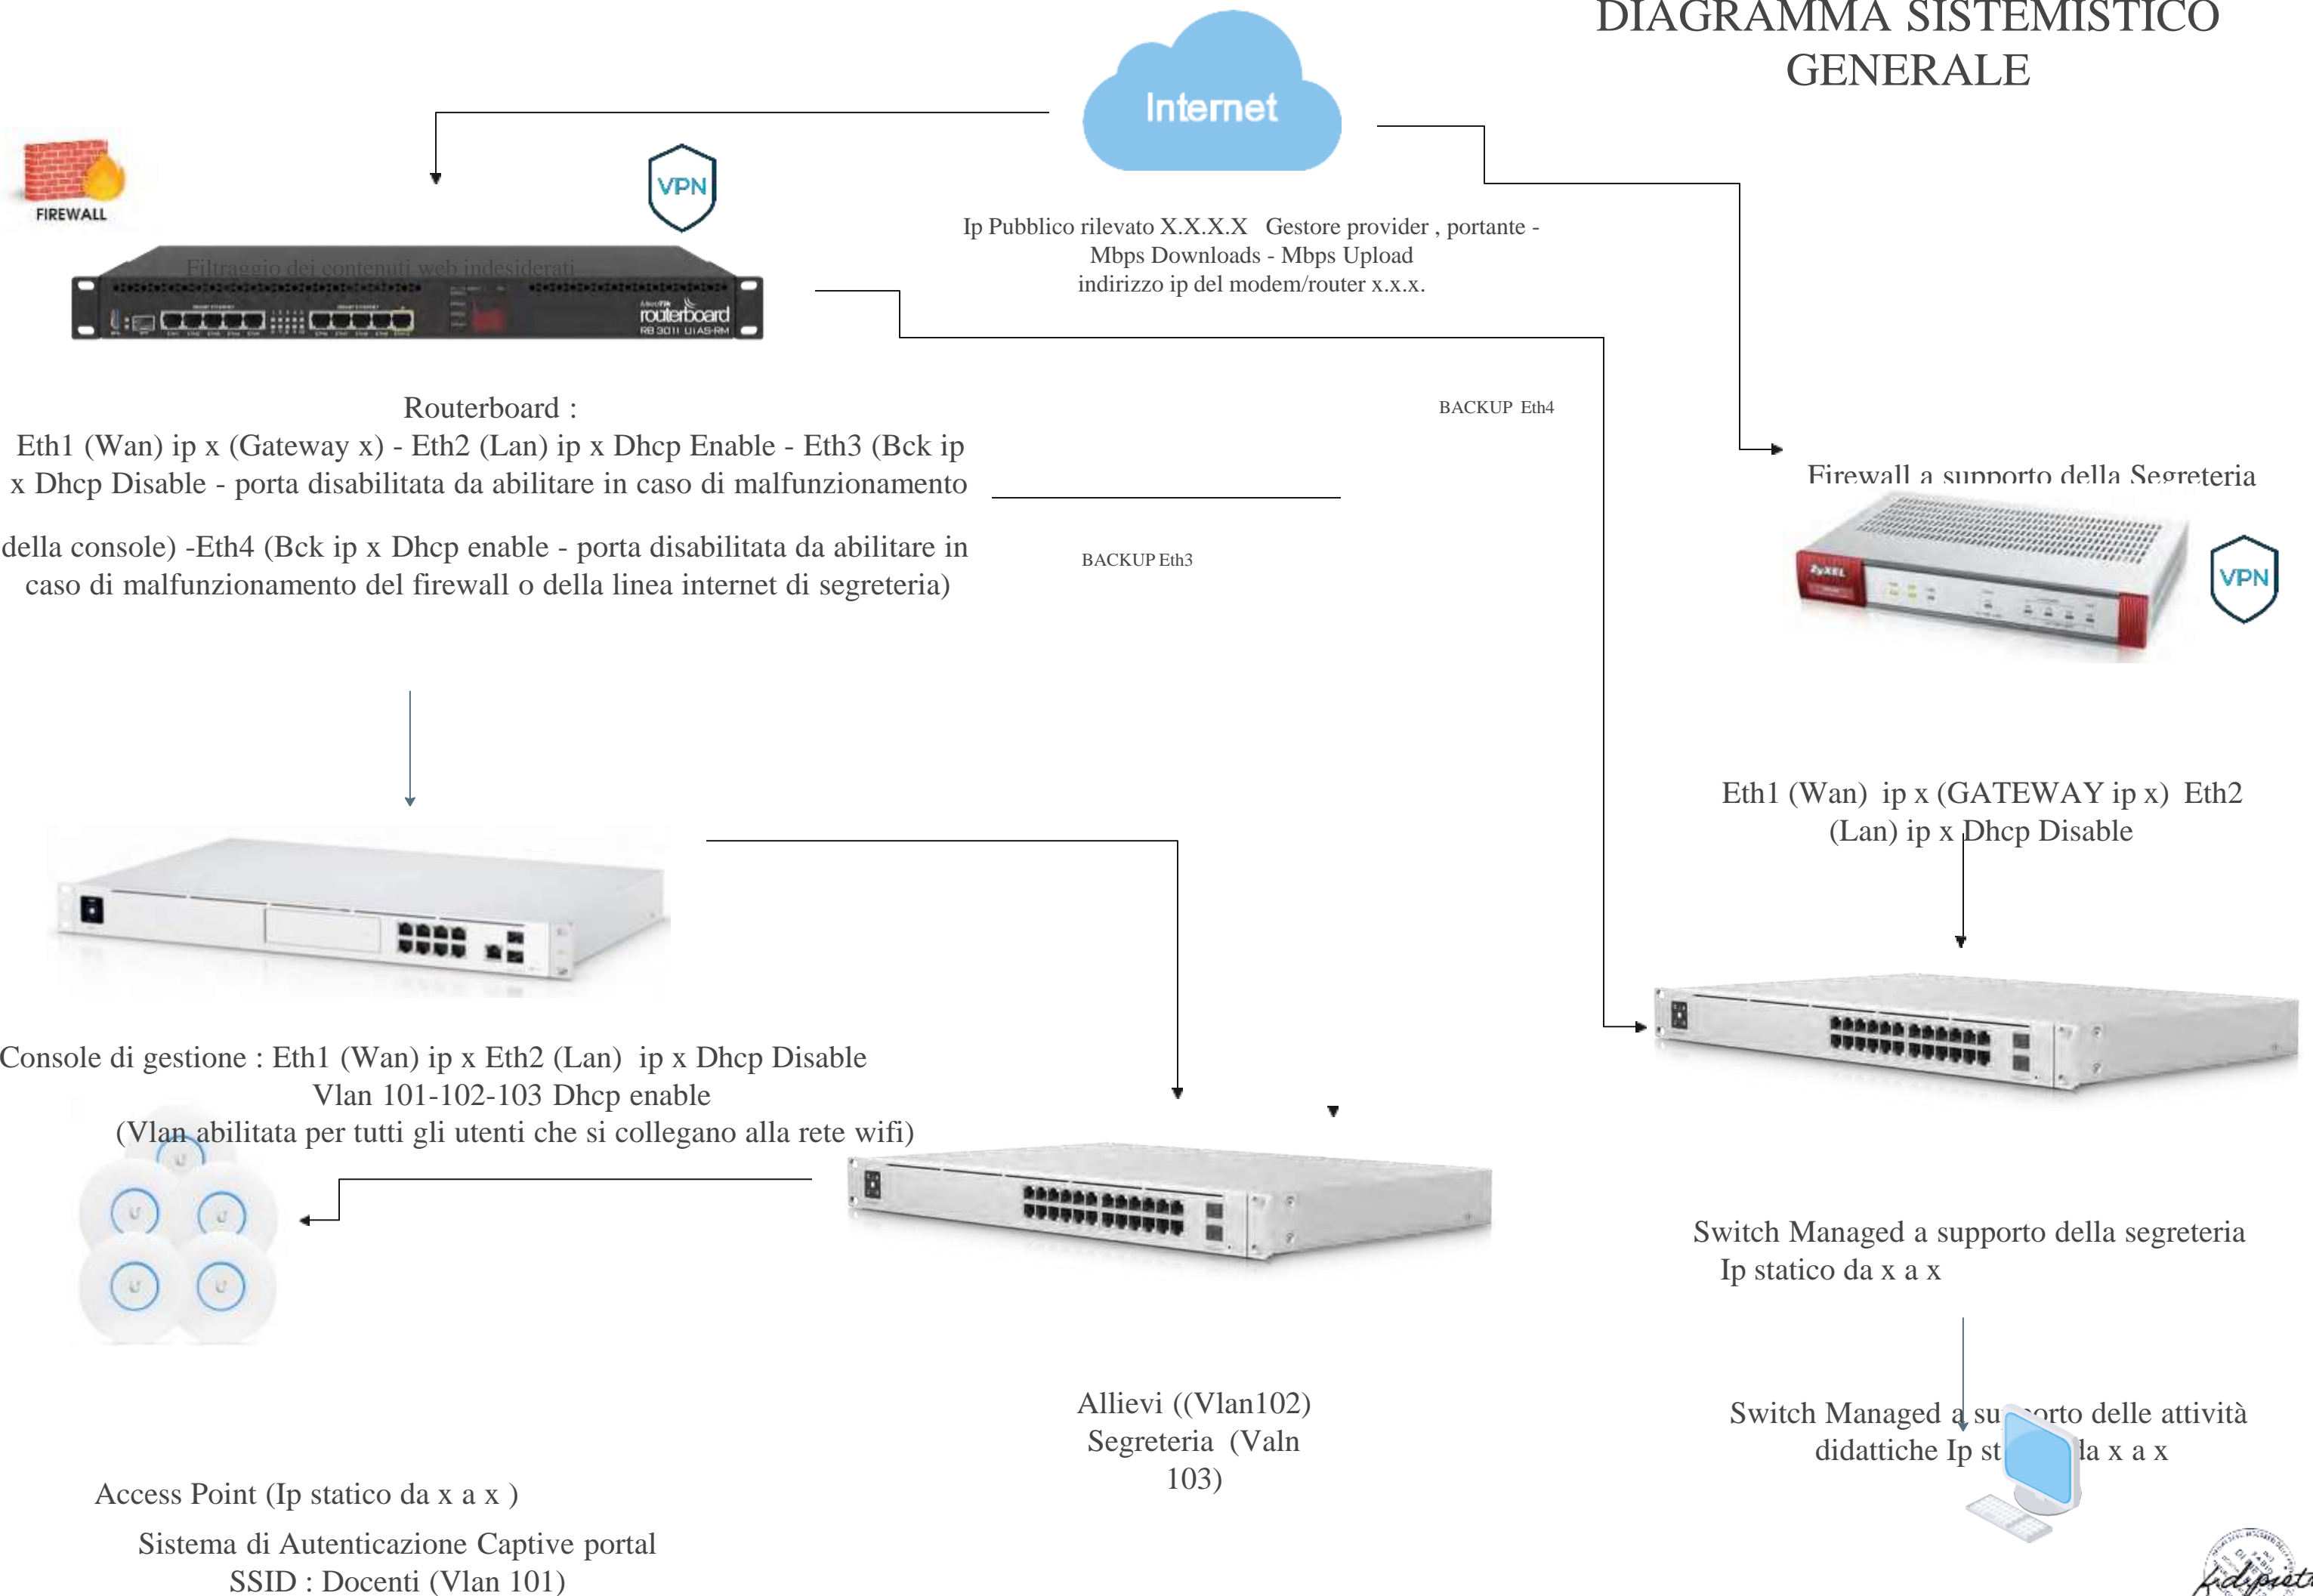 DIAGRAMMA SISTEMISTICO
GENERALE
Internet
FIREWALL
VPN
Ip Pubblico rilevato X.X.X.X Gestore provider , portante -
Mbps Downloads - Mbps Upload
indirizzo ip del modem/router x.x.x.
Filtraggio dei contenuti web indesiderati
routerboard
RB 3011 UiAS-RM
Routerboard :
Eth1 (Wan) ip x (Gateway x) - Eth2 (Lan) ip x Dhcp Enable - Eth3 (Bck ip
x Dhcp Disable - porta disabilitata da abilitare in caso di malfunzionamento
della console) -Eth4 (Bck ip x Dhcp enable - porta disabilitata da abilitare in
caso di malfunzionamento del firewall o della linea internet di segreteria)
BACKUP Eth4
BACKUP Eth3
Firewall a supporto della Segreteria
ZyXEL
VPN
Eth1 (Wan) ip x (GATEWAY ip x) Eth2
(Lan) ip x Dhcp Disable
Console di gestione : Eth1 (Wan) ip x Eth2 (Lan) ip x Dhcp Disable
Vlan 101-102-103 Dhcp enable
(Vlan abilitata per tutti gli utenti che si collegano alla rete wifi)
Switch Managed a supporto della segreteria
Ip statico da x a x
Allievi ((Vlan102)
Segreteria (Valn
103)
Switch Managed a supporto delle attività
didattiche Ip st da x a x
Access Point (Ip statico da x a x )
Sistema di Autenticazione Captive portal
SSID : Docenti (Vlan 101)